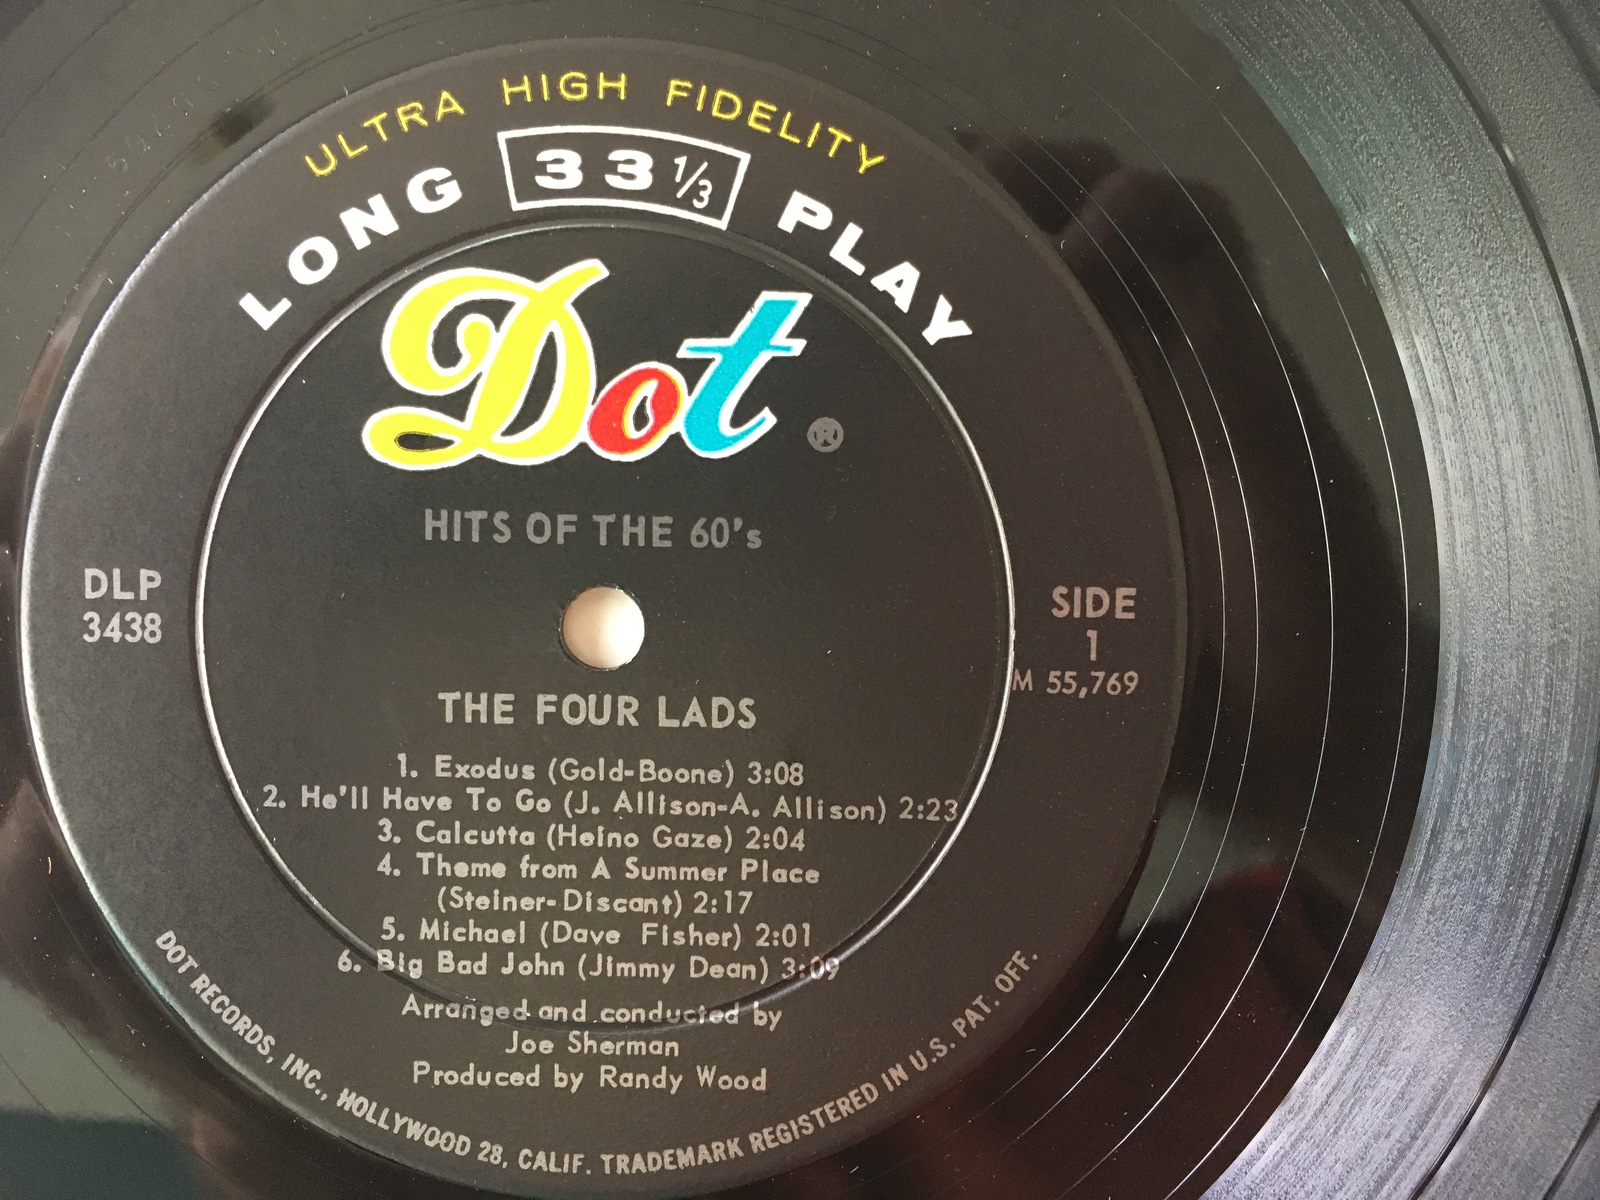 ULTRA HIGH FIDELITY
LONG 33 1/3 PLAY
Dot ®
HITS OF THE 60's
DLP
3438
SIDE
1
M 55,769
THE FOUR LADS
1. Exodus (Gold-Boone) 3:08
2. He'll Have To Go (J. Allison-A. Allison) 2:23
3. Calcutta (Heino Gaze) 2:04
4. Theme from A Summer Place
(Steiner-Discant) 2:17
5. Michael (Dave Fisher) 2:01
6. Big Bad John (Jimmy Dean) 3:09
Arranged and conducted by
Joe Sherman
Produced by Randy Wood
DOT RECORDS, INC., HOLLYWOOD 28, CALIF. TRADEMARK REGISTERED IN U.S. PAT. OFF.